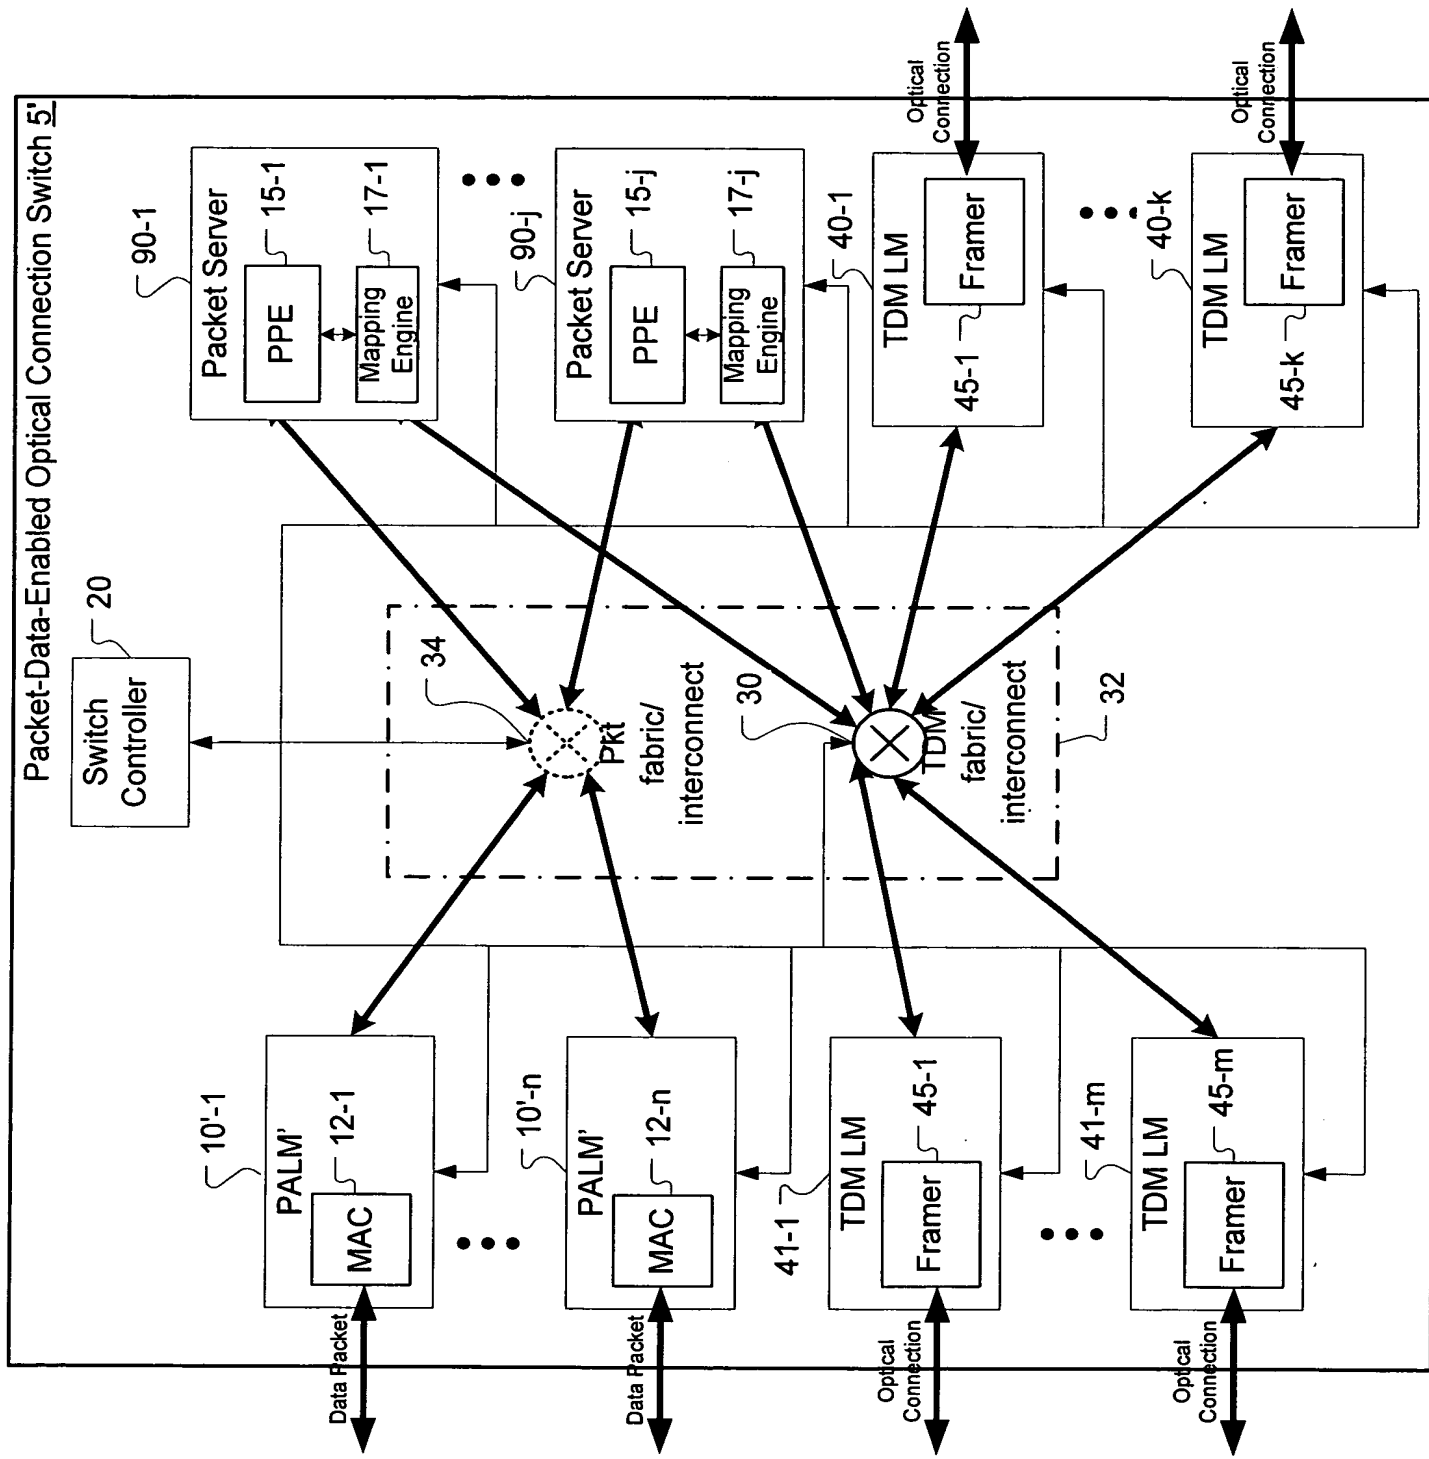 Packet-Data-Enabled Optical Connection Switch 5'
Switch
Controller
20
10'-1
PALM'
12-1
MAC
Data Packet
10'-n
PALM'
12-n
MAC
Data Packet
41-1
TDM LM
45-1
Framer
Optical
Connection
41-m
TDM LM
45-m
Framer
Optical
Connection
34
Pkt
fabric/
interconnect
30
TDM
fabric/
interconnect
32
90-1
Packet Server
15-1
PPE
17-1
Mapping
Engine
90-j
Packet Server
15-j
PPE
17-j
Mapping
Engine
40-1
TDM LM
45-1
Framer
Optical
Connection
40-k
TDM LM
45-k
Framer
Optical
Connection